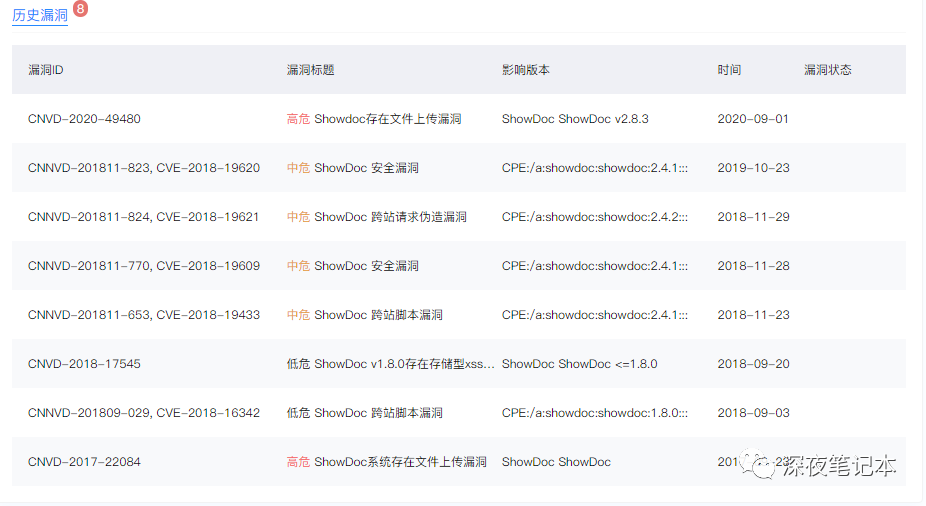 历史漏洞 8
漏洞ID 漏洞标题 影响版本 时间 漏洞状态
CNVD-2020-49480 高危 Showdoc存在文件上传漏洞 ShowDoc ShowDoc v2.8.3 2020-09-01
CNNVD-201811-823, CVE-2018-19620 中危 ShowDoc 安全漏洞 CPE:/a:showdoc:showdoc:2.4.1::: 2019-10-23
CNNVD-201811-824, CVE-2018-19621 中危 ShowDoc 跨站请求伪造漏洞 CPE:/a:showdoc:showdoc:2.4.2::: 2018-11-29
CNNVD-201811-770, CVE-2018-19609 中危 ShowDoc 安全漏洞 CPE:/a:showdoc:showdoc:2.4.1::: 2018-11-28
CNNVD-201811-653, CVE-2018-19433 中危 ShowDoc 跨站脚本漏洞 CPE:/a:showdoc:showdoc:2.4.1::: 2018-11-23
CNVD-2018-17545 低危 ShowDoc v1.8.0存在存储型xss... ShowDoc ShowDoc <=1.8.0 2018-09-20
CNNVD-201809-029, CVE-2018-16342 低危 ShowDoc 跨站脚本漏洞 CPE:/a:showdoc:showdoc:1.8.0::: 2018-09-03
CNVD-2017-22084 高危 ShowDoc系统存在文件上传漏洞 ShowDoc ShowDoc
深夜笔记本